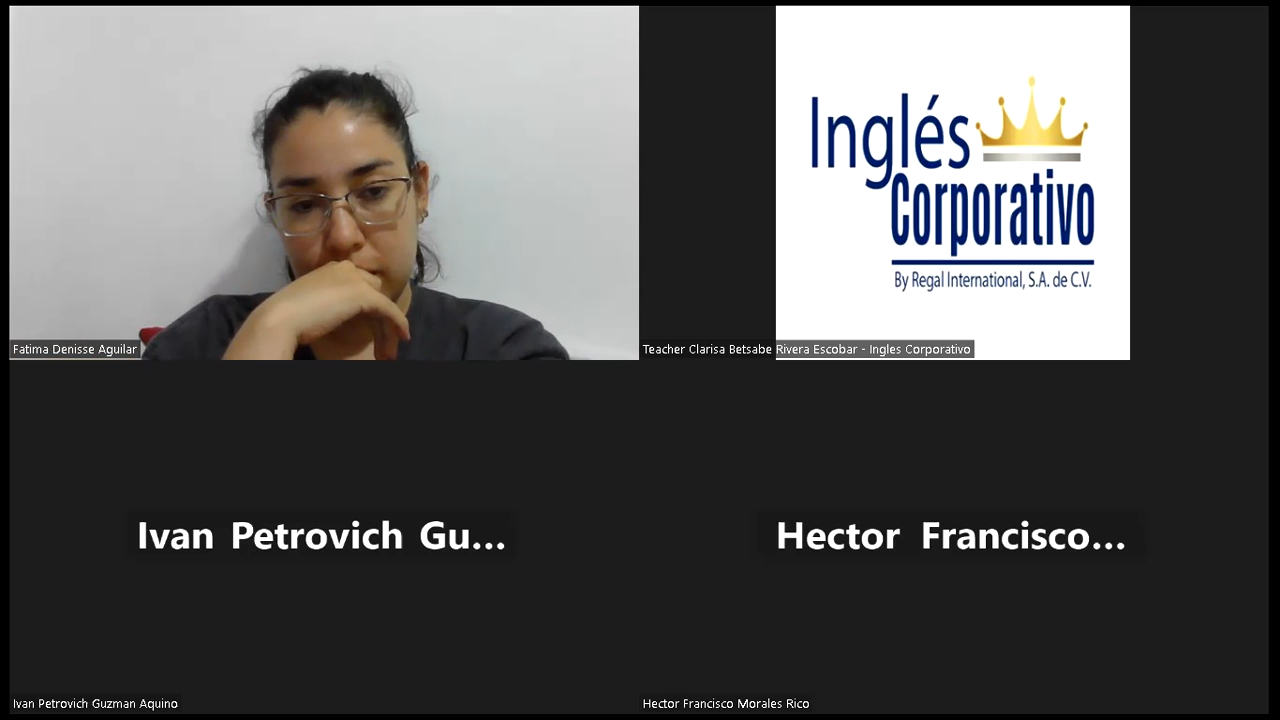 Inglés
Corporativo
By Regal International, S.A. de C.V.
Fatima Denisse Aguilar
Teacher Clarisa Betsabe Rivera Escobar - Ingles Corporativo
Ivan Petrovich Gu...
Hector Francisco...
Ivan Petrovich Guzman Aquino
Hector Francisco Morales Rico